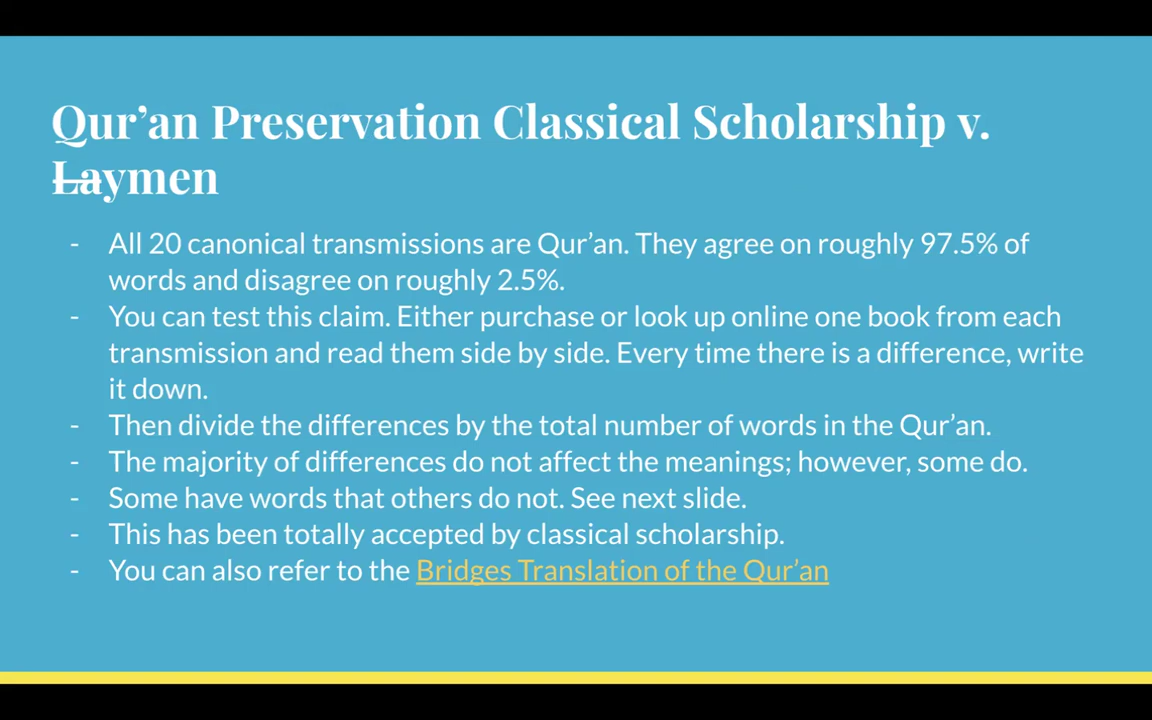 Qur’an Preservation Classical Scholarship v.
Laymen
- All 20 canonical transmissions are Qur’an. They agree on roughly 97.5% of
words and disagree on roughly 2.5%.
- You can test this claim. Either purchase or look up online one book from each
transmission and read them side by side. Every time there is a difference, write
it down.
- Then divide the differences by the total number of words in the Qur’an.
- The majority of differences do not affect the meanings; however, some do.
- Some have words that others do not. See next slide.
- This has been totally accepted by classical scholarship.
- You can also refer to the Bridges Translation of the Qur’an